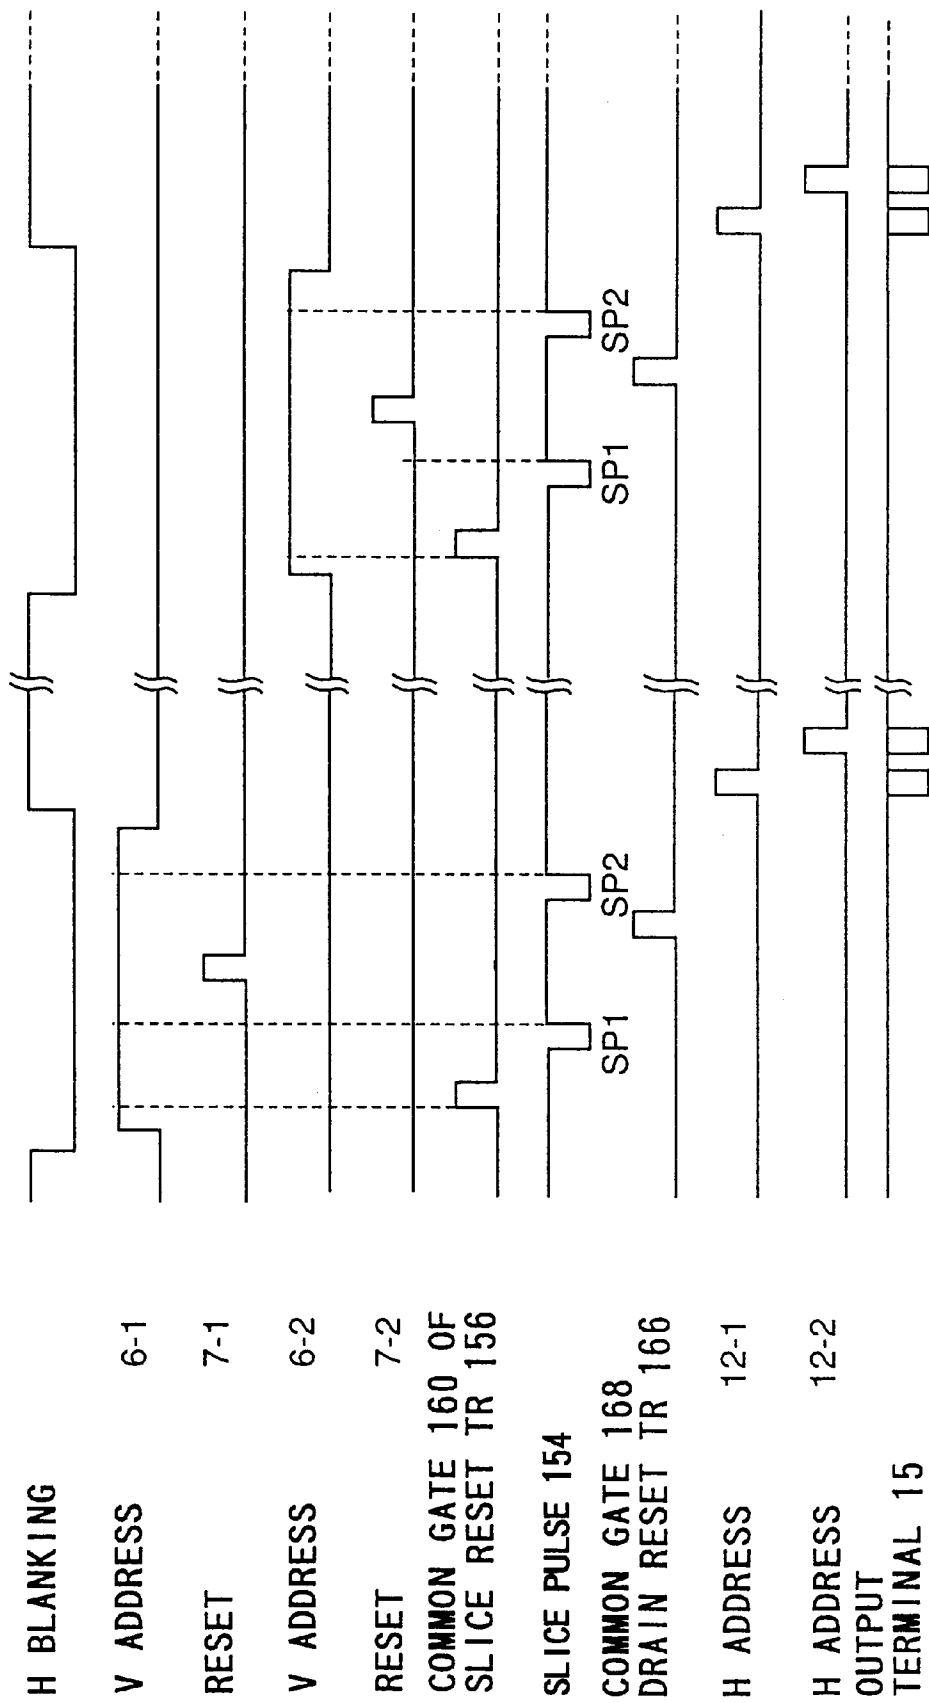 H BLANKING
V ADDRESS 6-1
RESET 7-1
V ADDRESS 6-2
RESET 7-2
COMMON GATE 160 OF
SLICE RESET TR 156
SLICE PULSE 154
SP1 SP2 SP1 SP2
COMMON GATE 168
DRAIN RESET TR 166
H ADDRESS 12-1
H ADDRESS 12-2
OUTPUT
TERMINAL 15